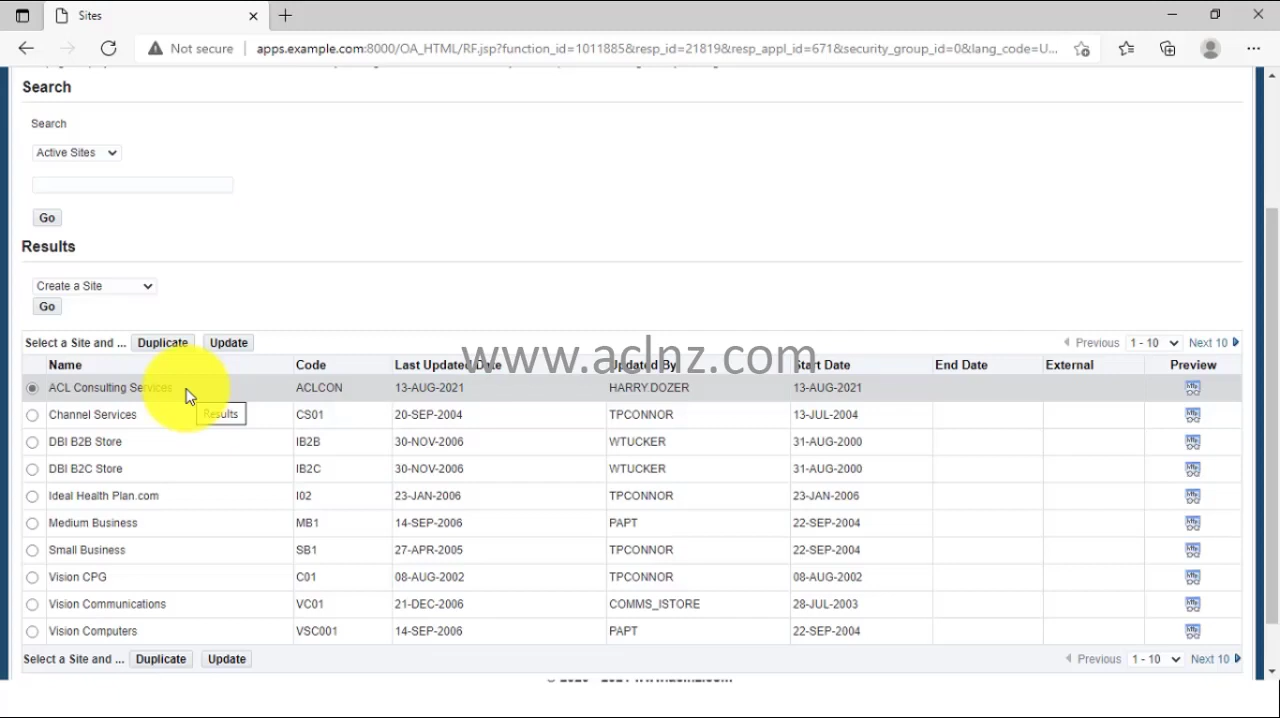 Sites
Not secure
apps.example.com:8000/OA_HTML/RF.jsp?function_id=1011885&resp_id=21819&resp_appl_id=671&security_group_id=0&lang_code=U...
Search
Search
Active Sites
Go
Results
Create a Site
Go
Select a Site and ... Duplicate Update Previous 1 - 10 Next 10
www.aclnz.com
Name Code Last Updated Date Updated By Start Date End Date External Preview
ACL Consulting Services ACLCON 13-AUG-2021 HARRY.DOZER 13-AUG-2021
Results
Channel Services CS01 20-SEP-2004 TPCONNOR 13-JUL-2004
DBI B2B Store IB2B 30-NOV-2006 WTUCKER 31-AUG-2000
DBI B2C Store IB2C 30-NOV-2006 WTUCKER 31-AUG-2000
Ideal Health Plan.com I02 23-JAN-2006 TPCONNOR 23-JAN-2006
Medium Business MB1 14-SEP-2006 PAPT 22-SEP-2004
Small Business SB1 27-APR-2005 TPCONNOR 22-SEP-2004
Vision CPG C01 08-AUG-2002 TPCONNOR 08-AUG-2002
Vision Communications VC01 21-DEC-2006 COMMS_ISTORE 28-JUL-2003
Vision Computers VSC001 14-SEP-2006 PAPT 22-SEP-2004
Select a Site and ... Duplicate Update Previous 1 - 10 Next 10